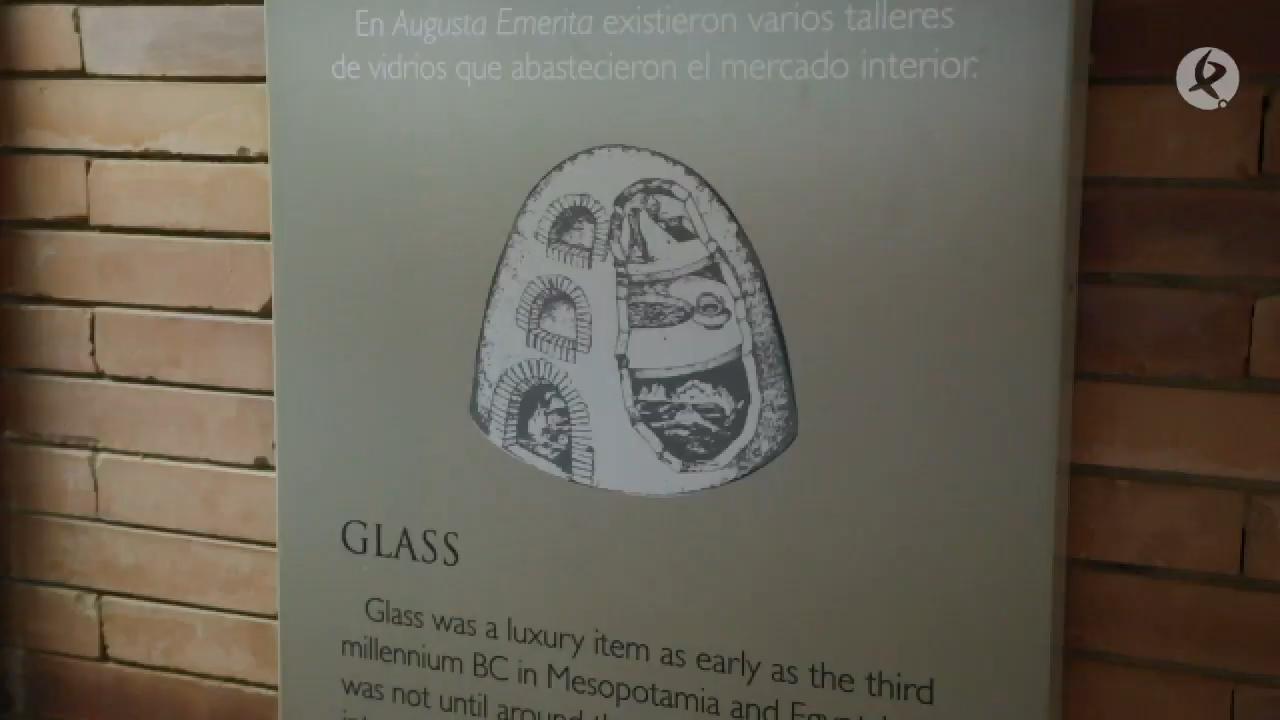 En Augusta Emerita existieron varios talleres
de vidrios que abastecieron el mercado interior.
GLASS
Glass was a luxury item as early as the third
millennium BC in Mesopotamia and
was not until around